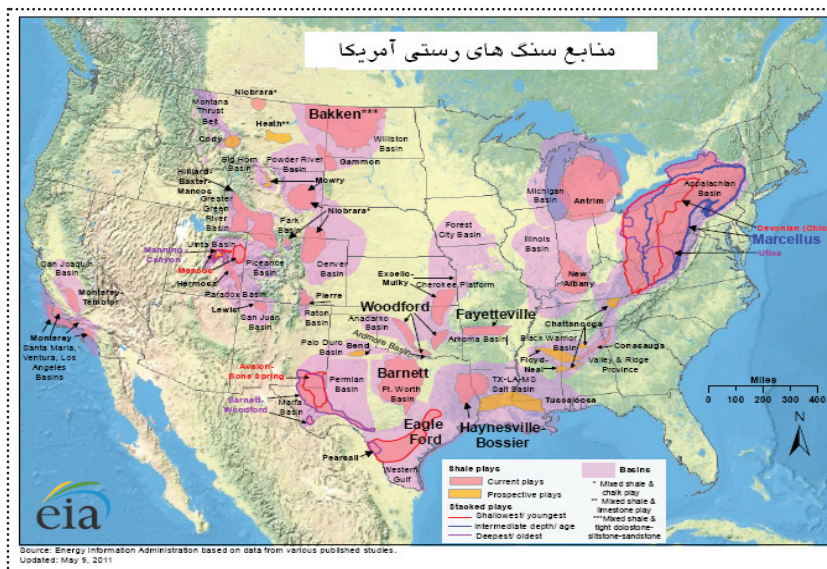 منابع سنگ های رستی آمریکا
Niobrara*
Montana
Thrust
Belt
Heath**
Bakken***
Cody
Williston
Basin
Big Horn
Basin
Powder River
Basin
Gammon
Hilliard-
Baxter-
Mancos
Mowry
Greater
Green
River
Basin
Park
Basin
Niobrara*
Michigan
Basin
Antrim
Appalachian
Basin
Devonian (Ohio
Marcellus
Utica
Forest
City Basin
Illinois
Basin
Uinta Basin
Manning
Canyon
Mancos
Piceance
Basin
Denver
Basin
San Joaquin
Basin
Hermosa
Excello-
Mulky
Cherokee Platform
New
Albany
Monterey-
Temblor
Paradox Basin
Pierre
Woodford
Fayetteville
Lewis
San Juan
Basin
Raton
Basin
Anadarko
Basin
Chattanooga
Monterey
Santa Maria,
Ventura, Los
Angeles
Basins
Palo Duro
Basin
Bend
Ardmore Basin
Arkoma Basin
Black Warrior
Basin
Conasauga
Floyd-
Neal
Valley & Ridge
Province
Avalon-
Bone Spring
Permian
Basin
Barnett
Ft. Worth
Basin
TX-LA-MS
Salt Basin
Tuscaloosa
Barnett-
Woodford
Marfa
Basin
Eagle
Ford
Haynesville-
Bossier
Pearsall
Western
Gulf
Miles
0 100 200 300 400
N
Shale plays
Current plays
Prospective plays
Stacked plays
Shallowest/ youngest
Intermediate depth/ age
Deepest/ oldest
Basins
* Mixed shale &
chalk play
** Mixed shale &
limestone play
***Mixed shale &
tight dolostone-
siltstone-sandstone
eia
Source: Energy Information Administration based on data from various published studies.
Updated: May 9, 2011